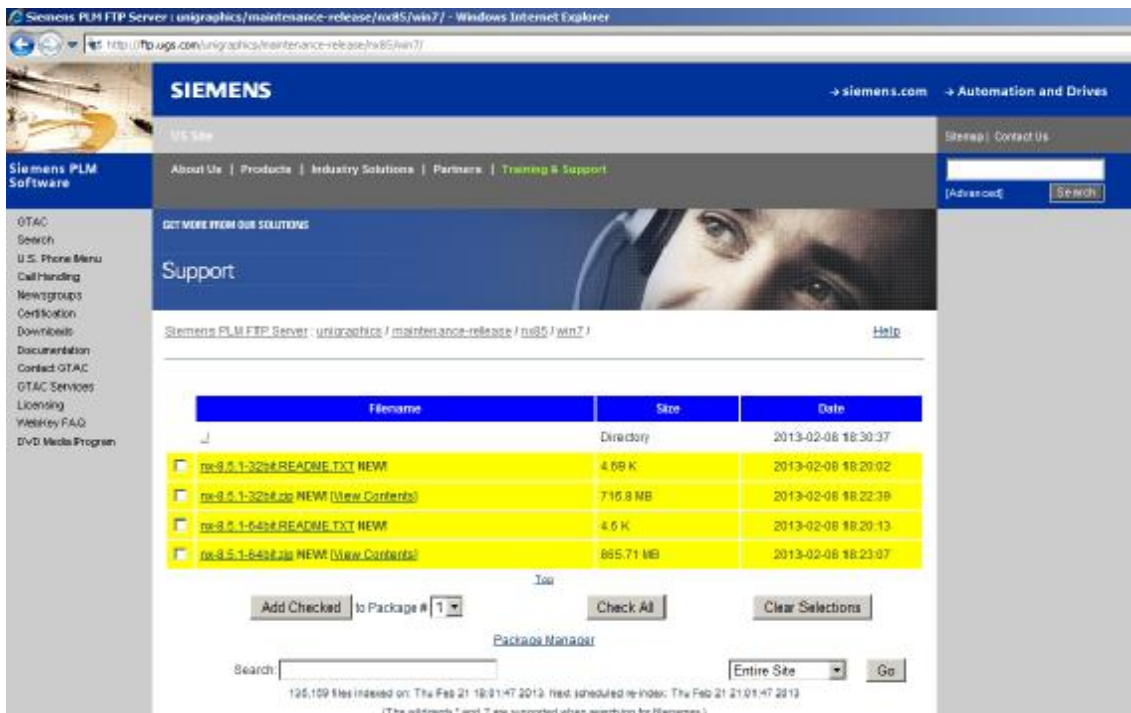 Siemens PLM FTP Server : unigraphics/maintenance-release/nx85/win7/ - Windows Internet Explorer
http://ftp.ugs.com/unigraphics/maintenance-release/nx85/win7/
SIEMENS
siemens.com
Automation and Drives
US Site
Sitemap | Contact Us
Siemens PLM Software
About Us | Products | Industry Solutions | Partners | Training & Support
[Advanced]
Search
GTAC
Search
U.S. Phone Menu
Call Handling
Newsgroups
Certification
Downloads
Documentation
Contact GTAC
GTAC Services
Licensing
WebKey FAQ
DVD Media Program
GET MORE FROM OUR SOLUTIONS
Support
Siemens PLM FTP Server : unigraphics / maintenance-release / nx85 / win7 /
Help
Filename Size Date
../ Directory 2013-02-08 18:30:37
nx-8.5.1-32bit.README.TXT NEW! 4.69 K 2013-02-08 18:20:02
nx-8.5.1-32bit.zip NEW! [View Contents] 716.8 MB 2013-02-08 18:22:39
nx-8.5.1-64bit.README.TXT NEW! 4.6 K 2013-02-08 18:20:13
nx-8.5.1-64bit.zip NEW! [View Contents] 865.71 MB 2013-02-08 18:23:07
Top
Add Checked to Package # 1 Check All Clear Selections
Package Manager
Search: Entire Site Go
files indexed on: Thu Feb 21 18:01:47 2013. Next scheduled re-index: Thu Feb 21 21:01:47 2013
(The wildcards * and ? are supported when searching for filenames.)